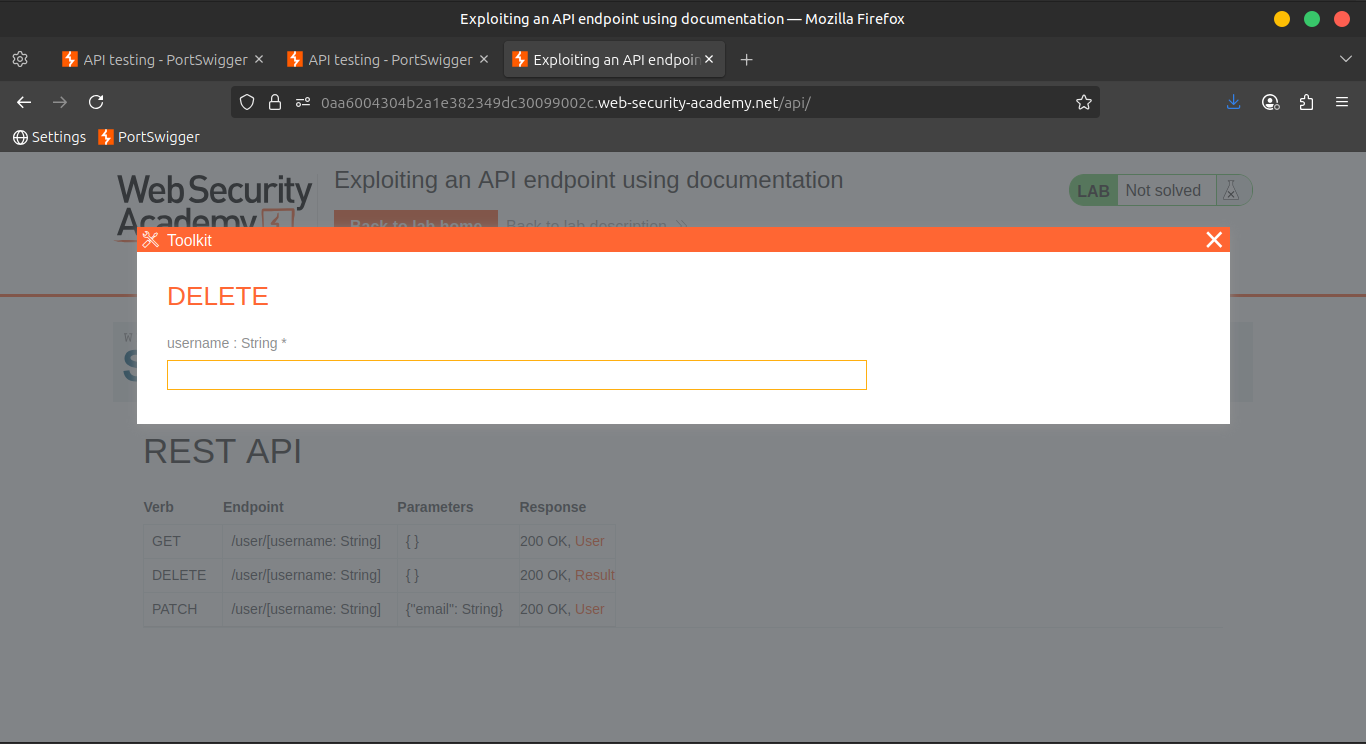 Exploiting an API endpoint using documentation — Mozilla Firefox
API testing - PortSwigger
API testing - PortSwigger
Exploiting an API endpoin
0aa6004304b2a1e382349dc30099002c.web-security-academy.net/api/
Settings
PortSwigger
WebSecurity
Academy
Exploiting an API endpoint using documentation
LAB
Not solved
Back to lab home
Back to lab description
Toolkit
DELETE
username : String *
W
S
REST API
Verb Endpoint Parameters Response
GET /user/[username: String] { } 200 OK, User
DELETE /user/[username: String] { } 200 OK, Result
PATCH /user/[username: String] {"email": String} 200 OK, User